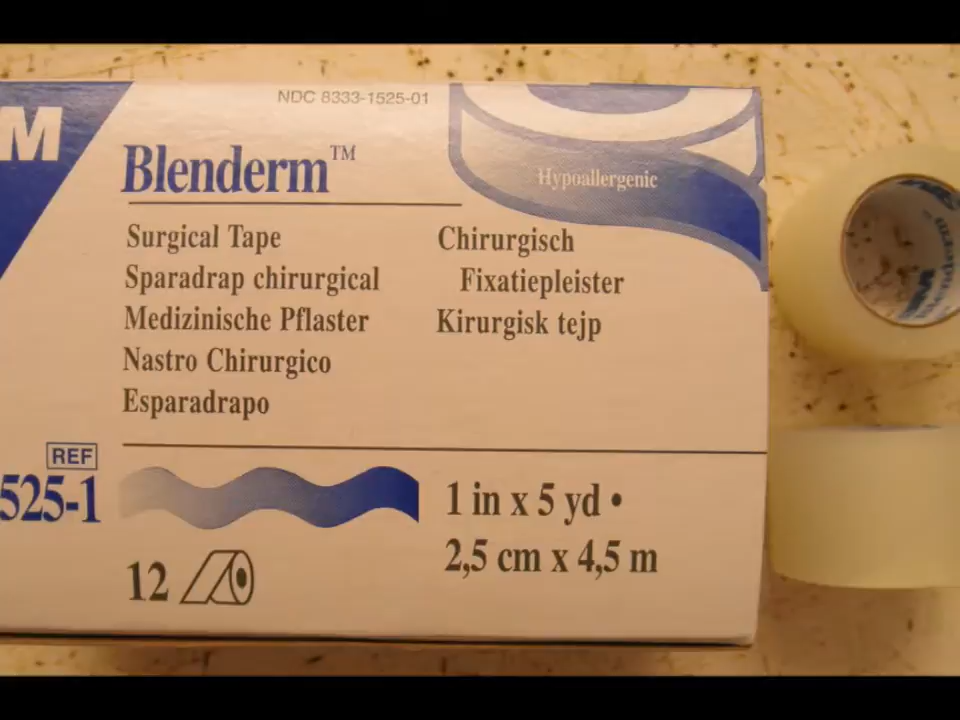 NDC 8333-1525-01
M
Blenderm™
Hypoallergenic
Surgical Tape
Sparadrap chirurgical
Medizinische Pflaster
Nastro Chirurgico
Esparadrapo
Chirurgisch
Fixatiepleister
Kirurgisk tejp
REF
525-1
1 in x 5 yd •
2,5 cm x 4,5 m
12